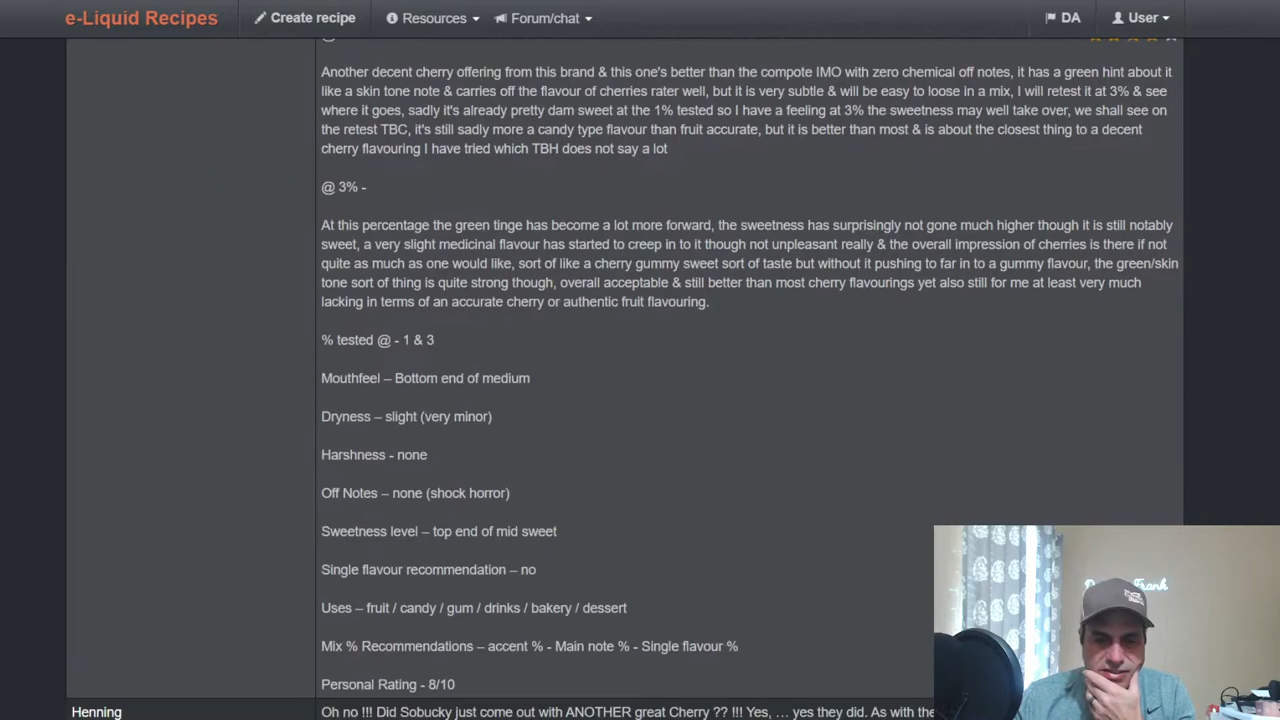 e-Liquid Recipes Create recipe Resources Forum/chat DA User
Another decent cherry offering from this brand & this one's better than the compote IMO with zero chemical off notes, it has a green hint about it
like a skin tone note & carries off the flavour of cherries rater well, but it is very subtle & will be easy to loose in a mix, I will retest it at 3% & see
where it goes, sadly it's already pretty dam sweet at the 1% tested so I have a feeling at 3% the sweetness may well take over, we shall see on
the retest TBC, it's still sadly more a candy type flavour than fruit accurate, but it is better than most & is about the closest thing to a decent
cherry flavouring I have tried which TBH does not say a lot
@ 3% -
At this percentage the green tinge has become a lot more forward, the sweetness has surprisingly not gone much higher though it is still notably
sweet, a very slight medicinal flavour has started to creep in to it though not unpleasant really & the overall impression of cherries is there if not
quite as much as one would like, sort of like a cherry gummy sweet sort of taste but without it pushing to far in to a gummy flavour, the green/skin
tone sort of thing is quite strong though, overall acceptable & still better than most cherry flavourings yet also still for me at least very much
lacking in terms of an accurate cherry or authentic fruit flavouring.
% tested @ - 1 & 3
Mouthfeel – Bottom end of medium
Dryness – slight (very minor)
Harshness - none
Off Notes – none (shock horror)
Sweetness level – top end of mid sweet
Single flavour recommendation – no
Uses – fruit / candy / gum / drinks / bakery / dessert
Mix % Recommendations – accent % - Main note % - Single flavour %
Personal Rating - 8/10
Henning
Oh no !!! Did Sobucky just come out with ANOTHER great Cherry ?? !!! Yes, … yes they did. As with the